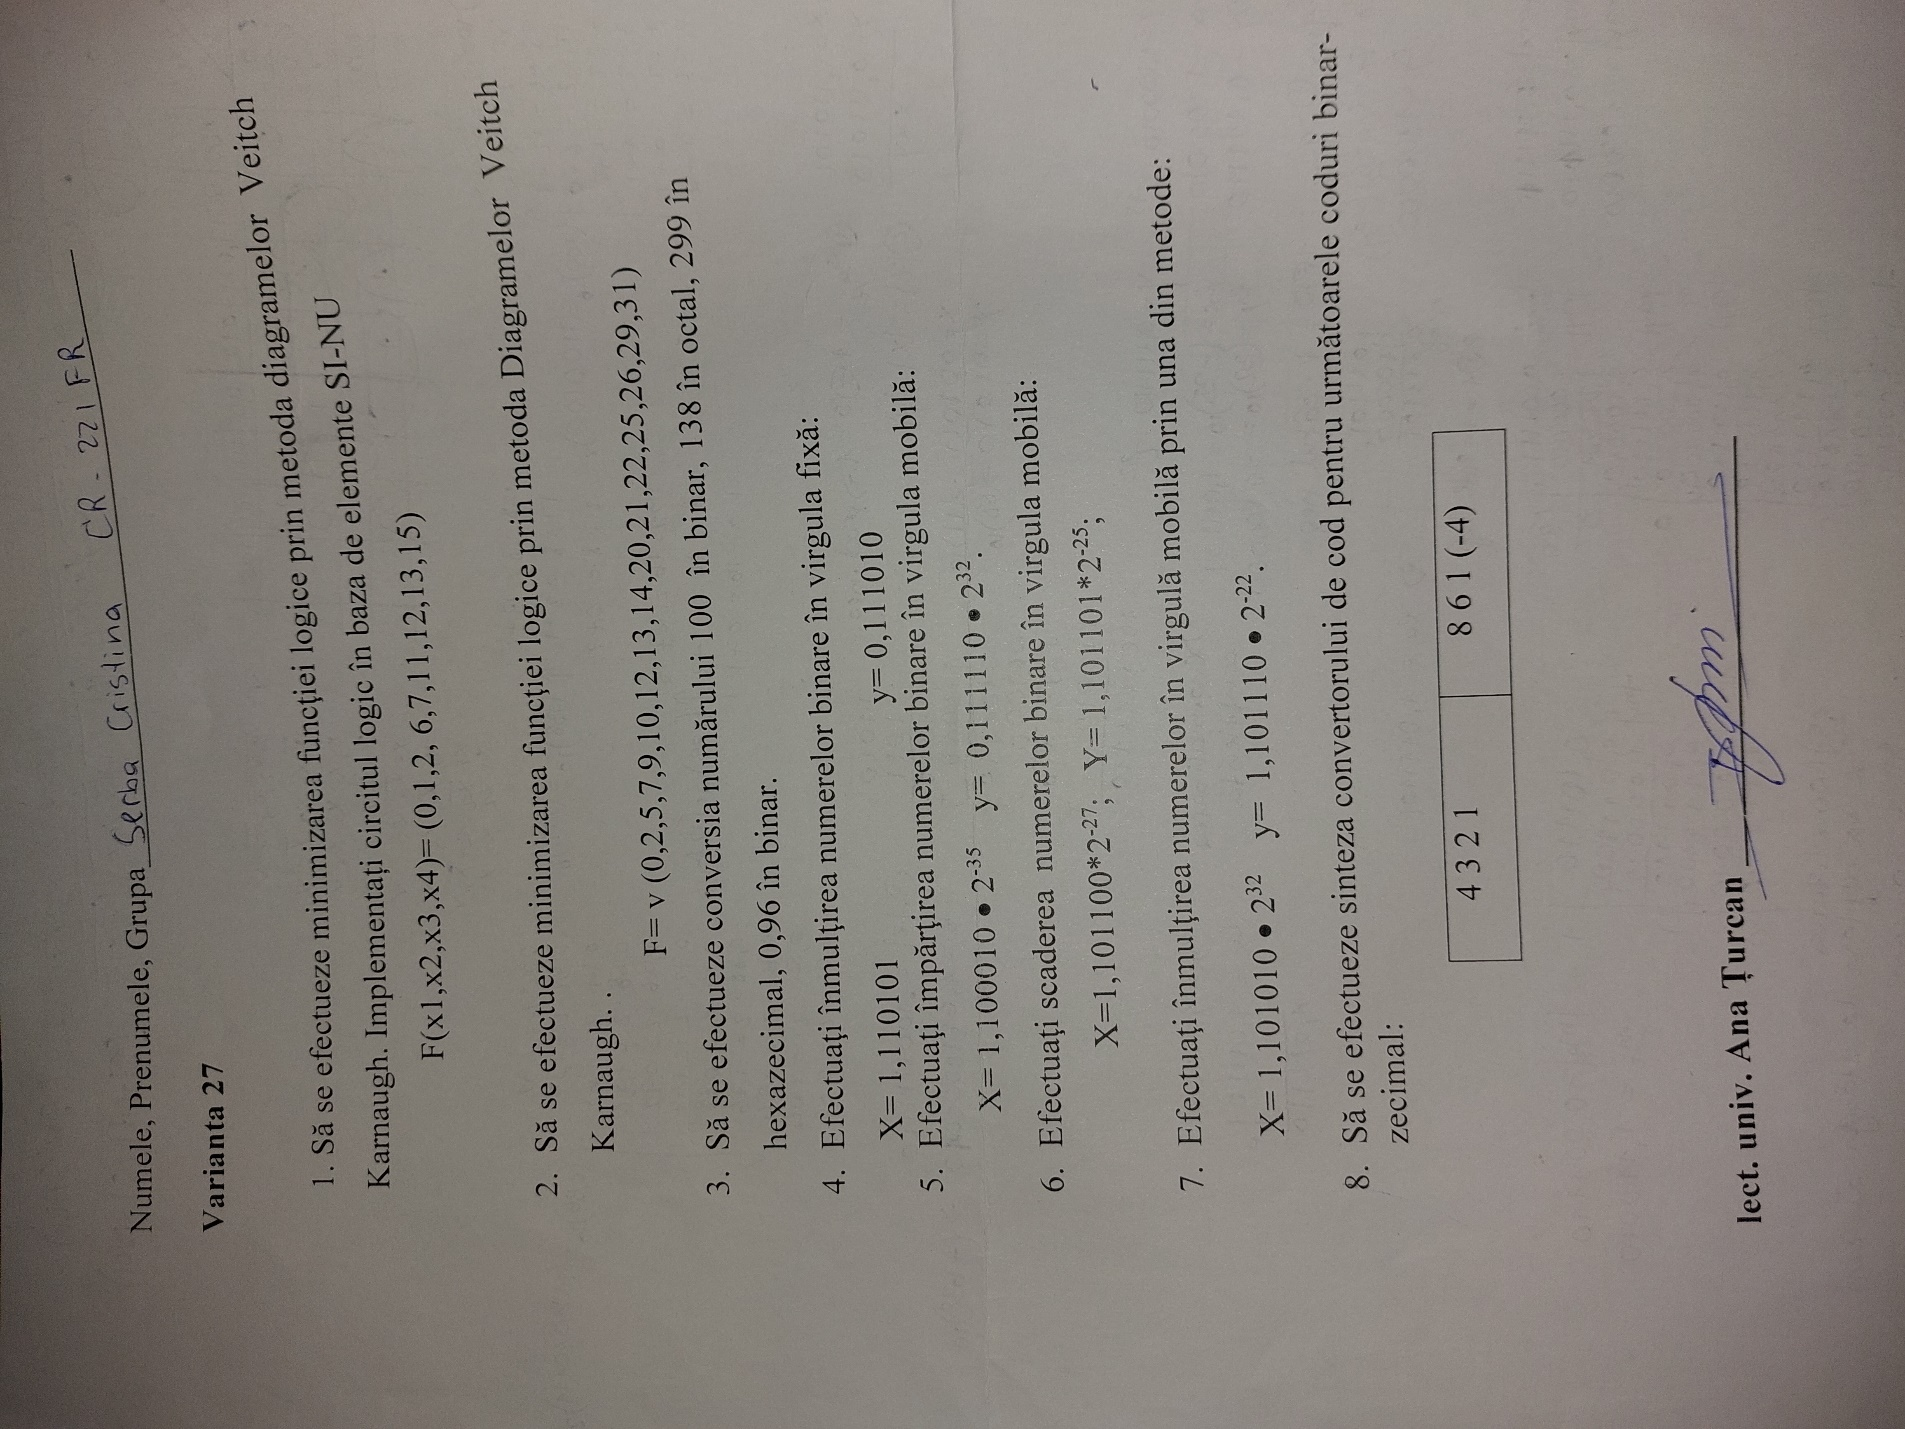 Numele, Prenumele, Grupa Serba Cristina CR-221 FR
Varianta 27
1. Să se efectueze minimizarea funcției logice prin metoda diagramelor Veitch
Karnaugh. Implementați circitul logic în baza de elemente SI-NU
F(x1,x2,x3,x4)= (0,1,2, 6,7,11,12,13,15)
2. Să se efectueze minimizarea funcției logice prin metoda Diagramelor Veitch
Karnaugh. .
F= v (0,2,5,7,9,10,12,13,14,20,21,22,25,26,29,31)
3. Să se efectueze conversia numărului 100 în binar, 138 în octal, 299 în
hexazecimal, 0,96 în binar.
4. Efectuați înmulțirea numerelor binare în virgula fixă:
X= 1,110101 y= 0,111010
5. Efectuați împărțirea numerelor binare în virgula mobilă:
X= 1,100010 • 2⁻³⁵ y= 0,111110 • 2³².
6. Efectuați scaderea numerelor binare în virgula mobilă:
X=1,101100*2⁻²⁷; Y= 1,101101*2⁻²⁵;
7. Efectuați înmulțirea numerelor în virgulă mobilă prin una din metode:
X= 1,101010 • 2³² y= 1,101110 • 2⁻²².
8. Să se efectueze sinteza convertorului de cod pentru următoarele coduri binar-
zecimal:
4 3 2 1 8 6 1 (-4)
lect. univ. Ana Țurcan